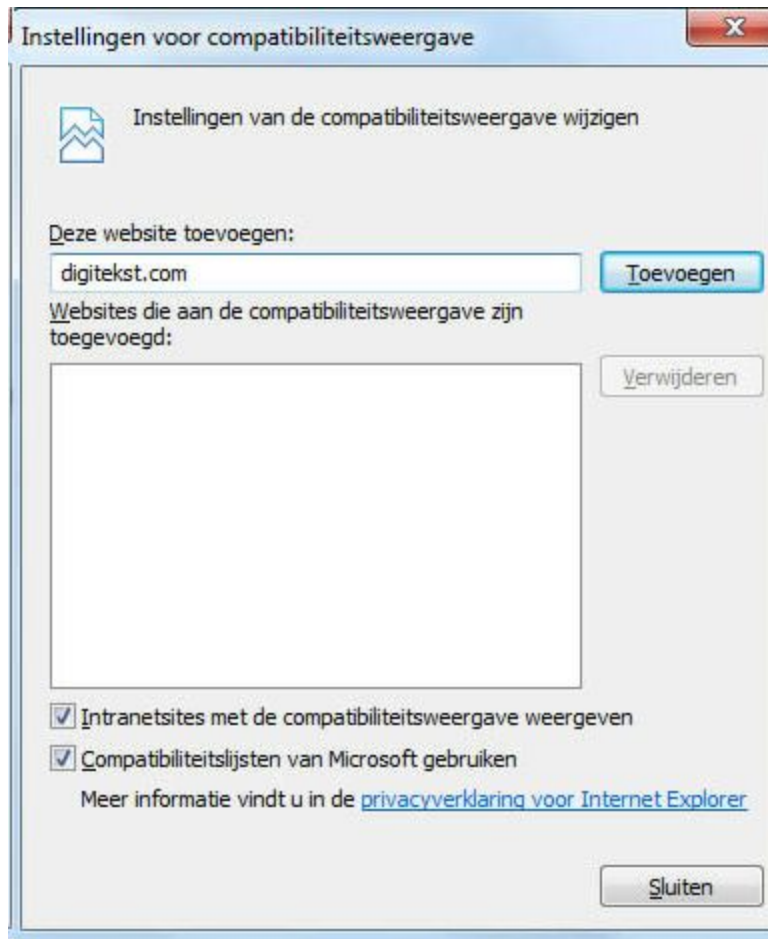 Instellingen voor compatibiliteitsweergave
Instellingen van de compatibiliteitsweergave wijzigen
Deze website toevoegen:
digitekst.com
Toevoegen
Websites die aan de compatibiliteitsweergave zijn
toegevoegd:
Verwijderen
Intranetsites met de compatibiliteitsweergave weergeven
Compatibiliteitslijsten van Microsoft gebruiken
Meer informatie vindt u in de privacyverklaring voor Internet Explorer
Sluiten